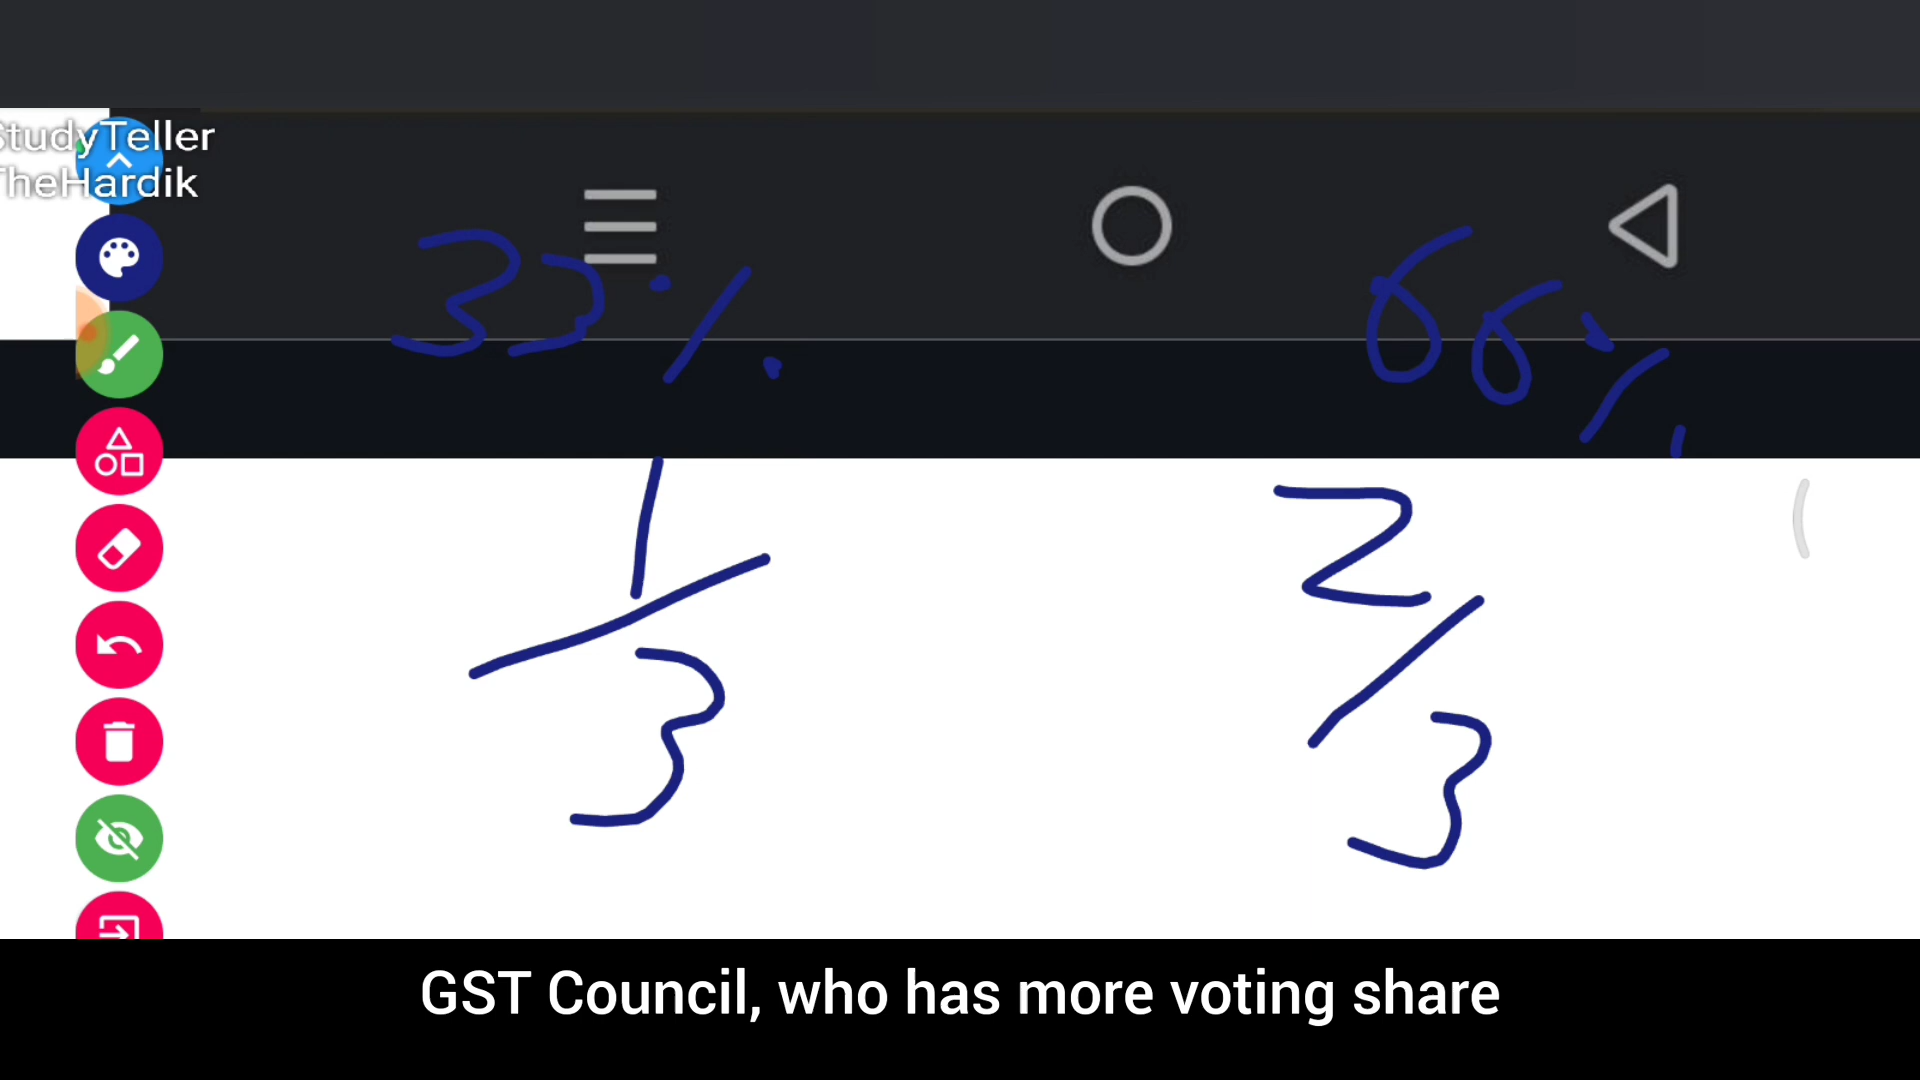 StudyTeller
TheHardik
33% 66%
1/3 2/3
GST Council, who has more voting share